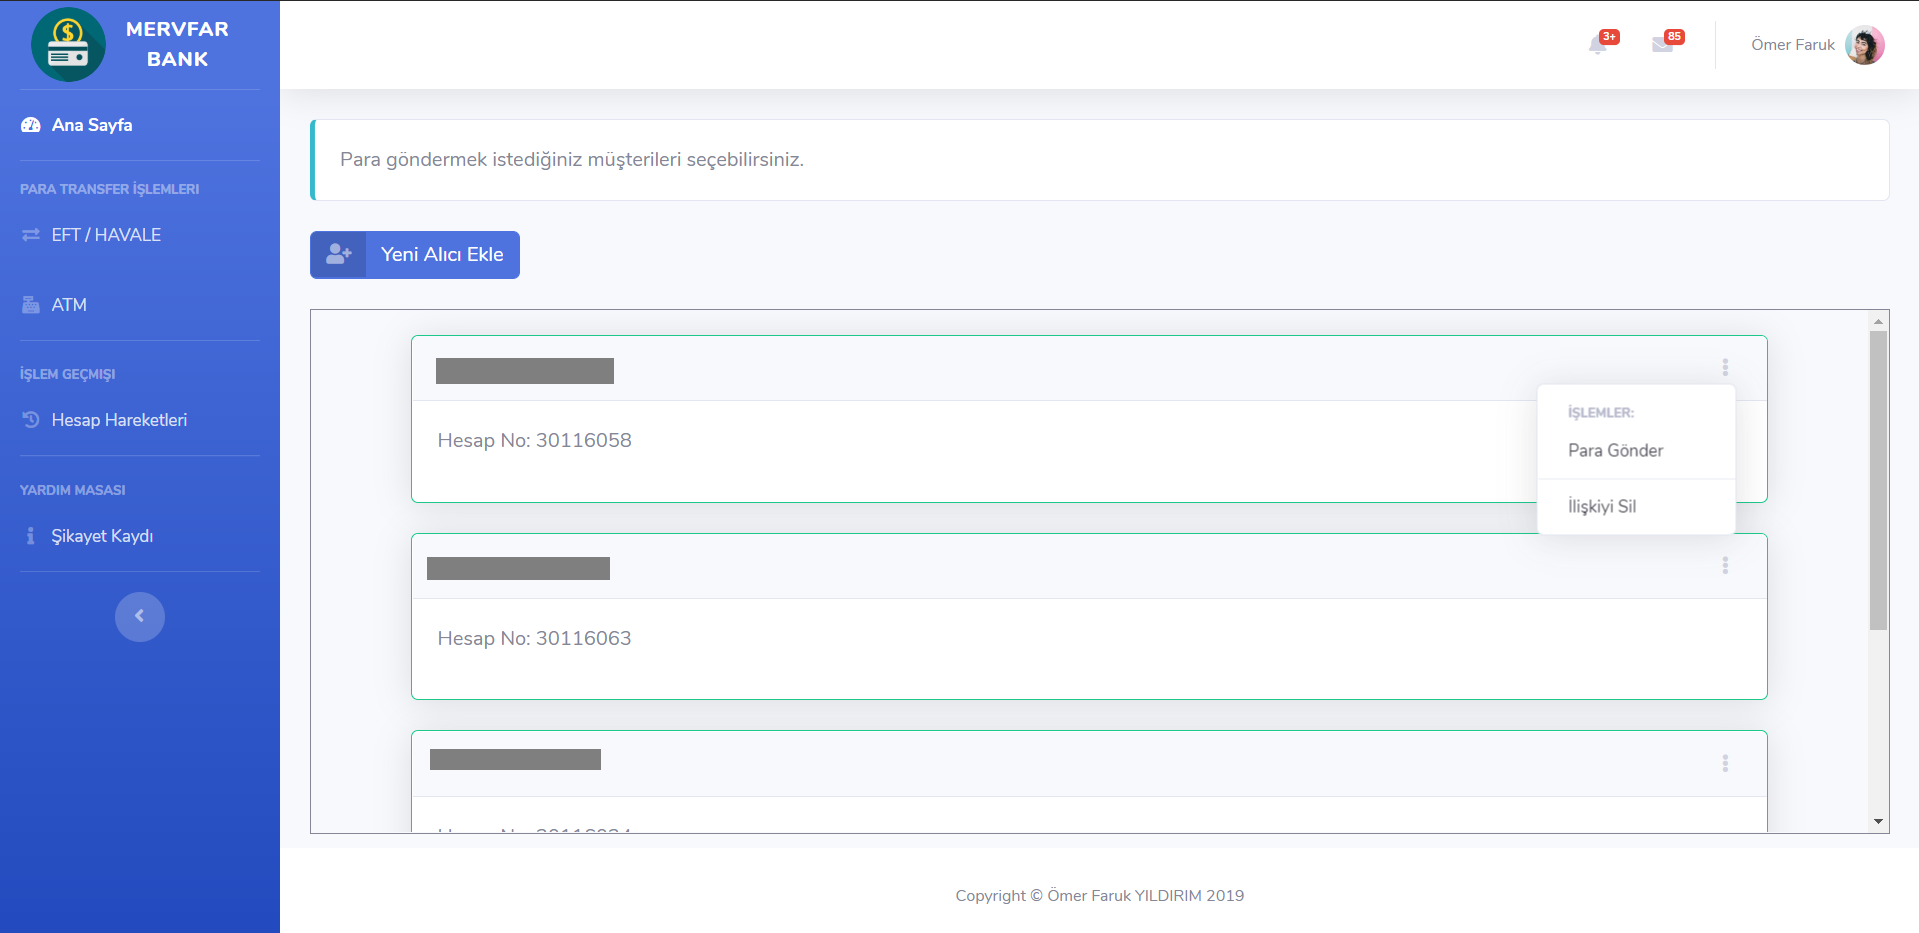 MERVFAR
BANK
3+
85
Ömer Faruk
Ana Sayfa
PARA TRANSFER İŞLEMLERI
EFT / HAVALE
ATM
İŞLEM GEÇMIŞI
Hesap Hareketleri
YARDIM MASASI
Şikayet Kaydı
Para göndermek istediğiniz müşterileri seçebilirsiniz.
Yeni Alıcı Ekle
Hesap No: 30116058
İŞLEMLER:
Para Gönder
İlişkiyi Sil
Hesap No: 30116063
Hesap No:
Copyright © Ömer Faruk YILDIRIM 2019